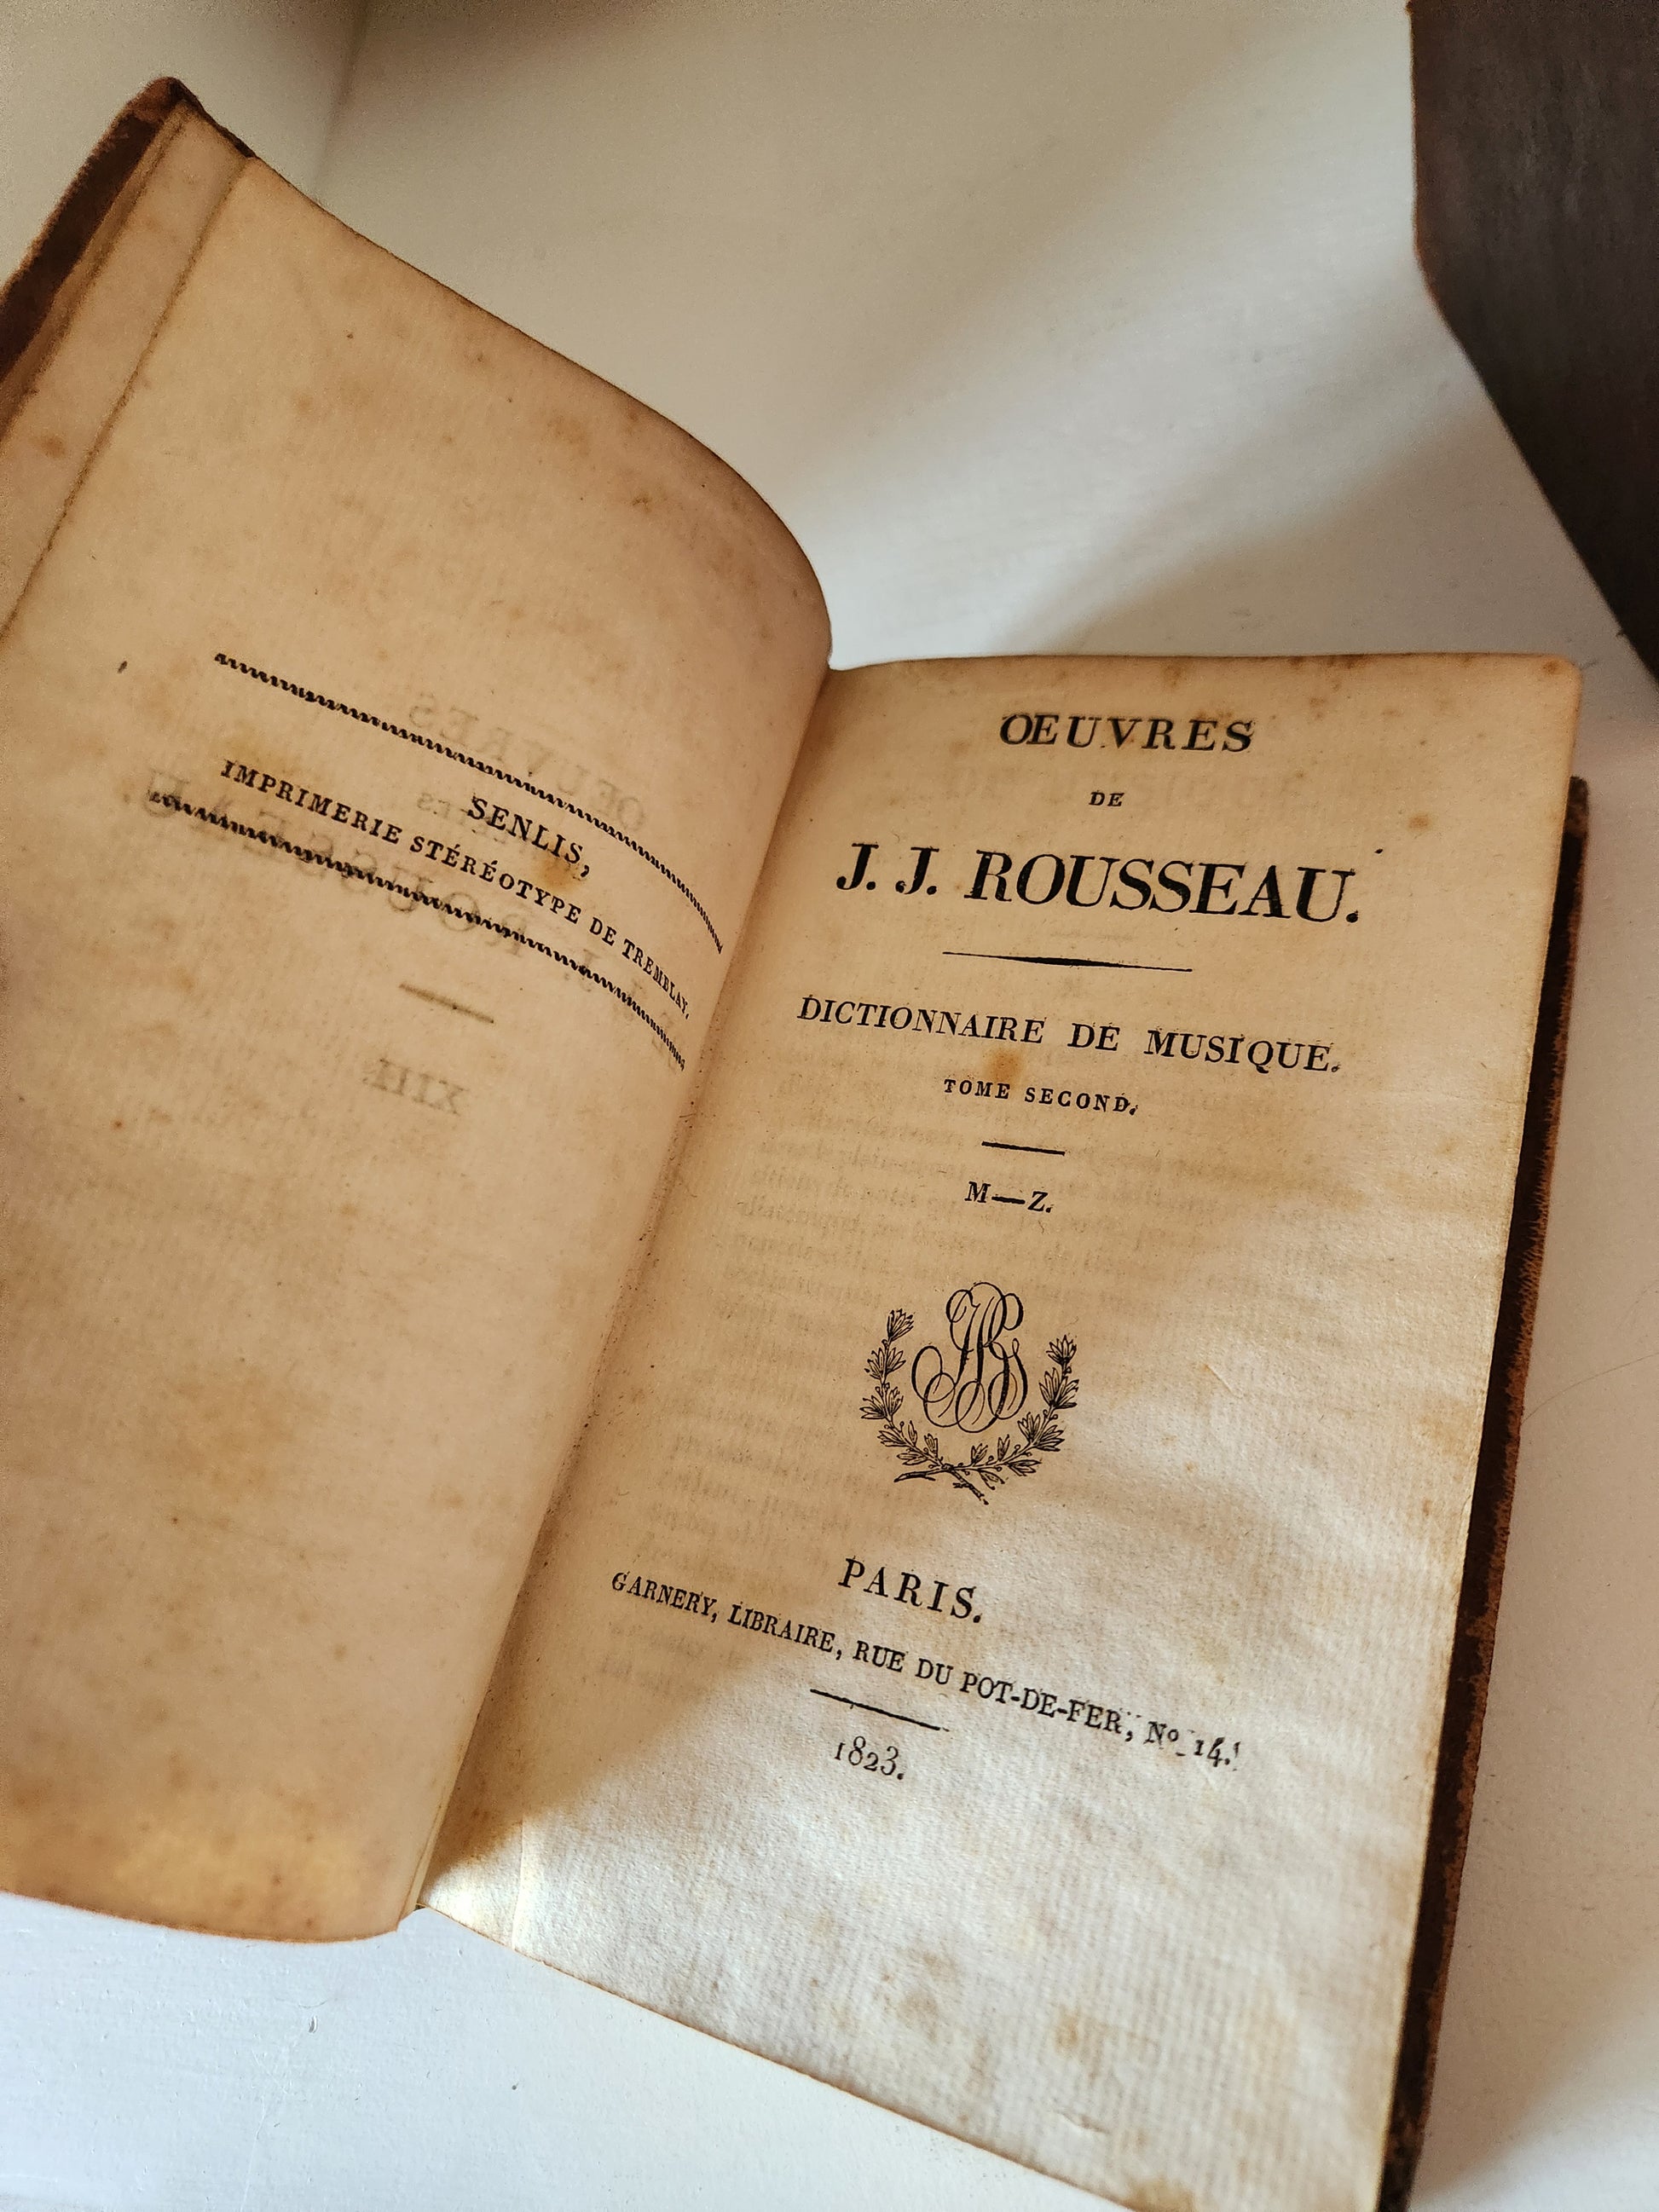 SENLIS,
IMPRIMERIE STÉRÉOTYPE DE TREMBLAY.
OEUVRES
DE
J. J. ROUSSEAU.
DICTIONNAIRE DE MUSIQUE.
TOME SECOND.
M—Z.
PARIS.
GARNERY, LIBRAIRE, RUE DU POT-DE-FER, Nº 14.
1823.